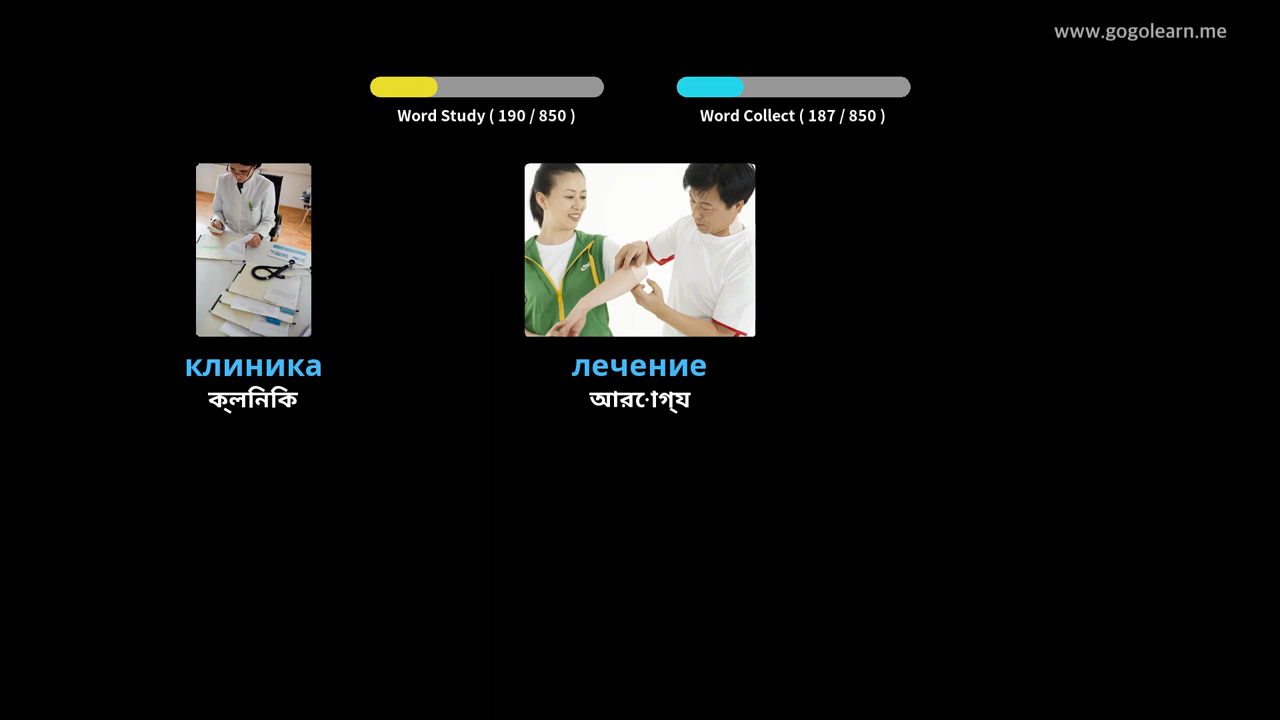 www.gogolearn.me
Word Study ( 190 / 850 )
Word Collect ( 187 / 850 )
клиника
лечение
ক্লিনিক
আরোগ্য